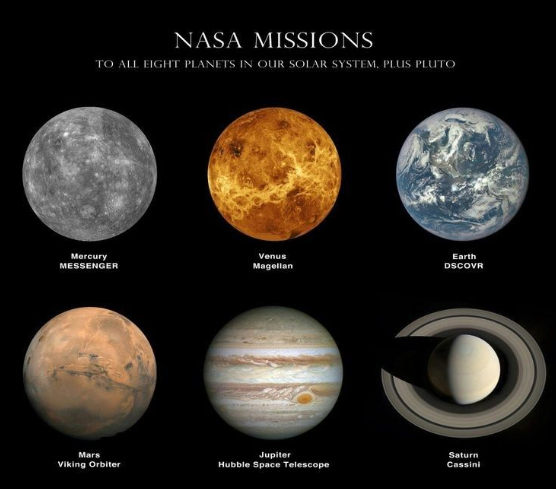 NASA MISSIONS
TO ALL EIGHT PLANETS IN OUR SOLAR SYSTEM, PLUS PLUTO
Mercury
MESSENGER
Venus
Magellan
Earth
DSCOVR
Mars
Viking Orbiter
Jupiter
Hubble Space Telescope
Saturn
Cassini